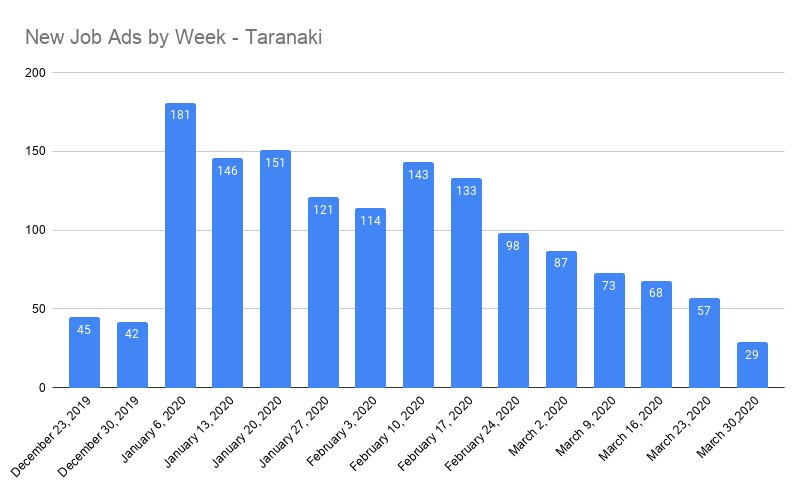 New Job Ads by Week - Taranaki
200
150
100
50
0
45
42
181
146
151
121
114
143
133
98
87
73
68
57
29
December 23, 2019
December 30, 2019
January 6, 2020
January 13, 2020
January 20, 2020
January 27, 2020
February 3, 2020
February 10, 2020
February 17, 2020
February 24, 2020
March 2, 2020
March 9, 2020
March 16, 2020
March 23, 2020
March 30,2020